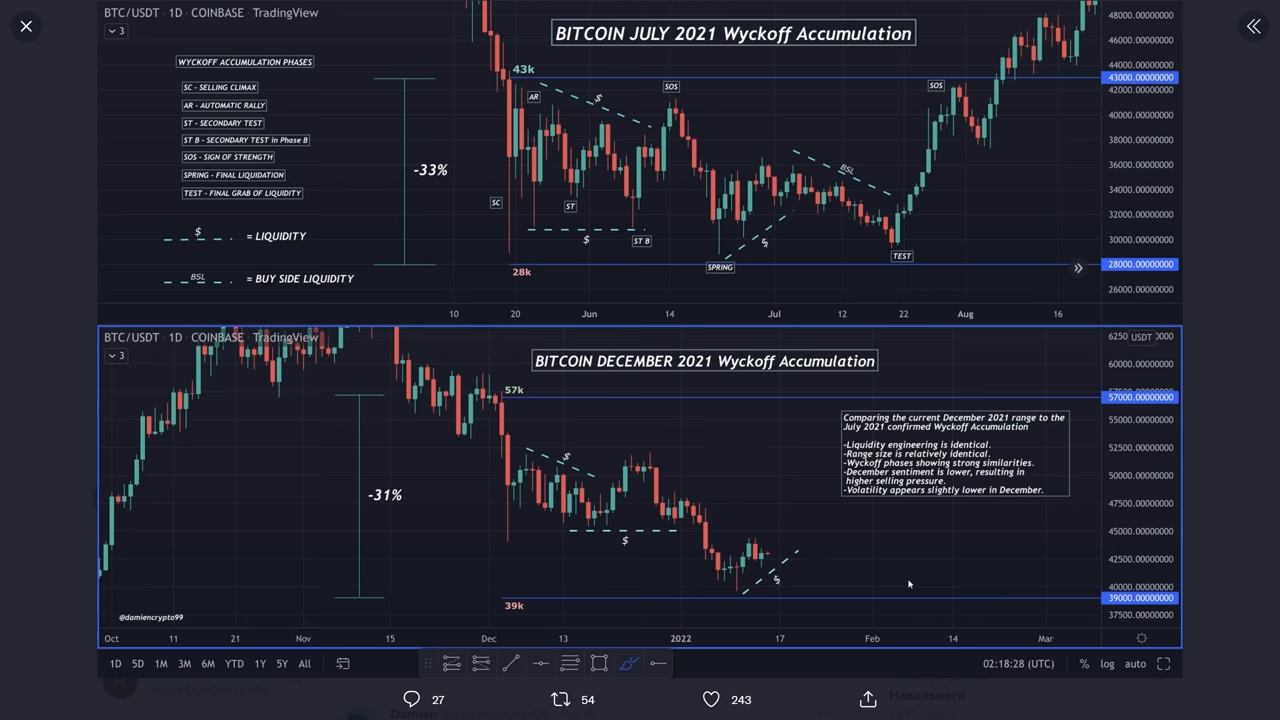 BTC/USDT · 1D · COINBASE · TradingView
3
BITCOIN JULY 2021 Wyckoff Accumulation
WYCKOFF ACCUMULATION PHASES
SC - SELLING CLIMAX
AR - AUTOMATIC RALLY
ST - SECONDARY TEST
ST B - SECONDARY TEST in Phase B
SOS - SIGN OF STRENGTH
SPRING - FINAL LIQUIDATION
TEST - FINAL GRAB OF LIQUIDITY
$ = LIQUIDITY
BSL = BUY SIDE LIQUIDITY
-33%
43k
AR
$
SOS
SOS
BSL
SC
ST
$
ST B
$
SPRING
TEST
28k
48000.00000000
46000.00000000
44000.00000000
43000.00000000
42000.00000000
40000.00000000
38000.00000000
36000.00000000
34000.00000000
32000.00000000
30000.00000000
28000.00000000
26000.00000000
10 20 Jun 14 Jul 12 22 Aug 16
BTC/USDT · 1D · COINBASE · TradingView
3
BITCOIN DECEMBER 2021 Wyckoff Accumulation
57k
Comparing the current December 2021 range to the
July 2021 confirmed Wyckoff Accumulation
-Liquidity engineering is identical.
-Range size is relatively identical.
-Wyckoff phases showing strong similarities.
-December sentiment is lower, resulting in
higher selling pressure.
-Volatility appears slightly lower in December.
$
-31%
$
$
39k
@damiencrypto99
USDT
60000.00000000
57000.00000000
55000.00000000
52500.00000000
50000.00000000
47500.00000000
45000.00000000
42500.00000000
40000.00000000
39000.00000000
37500.00000000
Oct 11 21 Nov 15 Dec 13 2022 17 Feb 14 Mar
1D 5D 1M 3M 6M YTD 1Y 5Y All
02:18:28 (UTC) % log auto
27 54 243
Навального